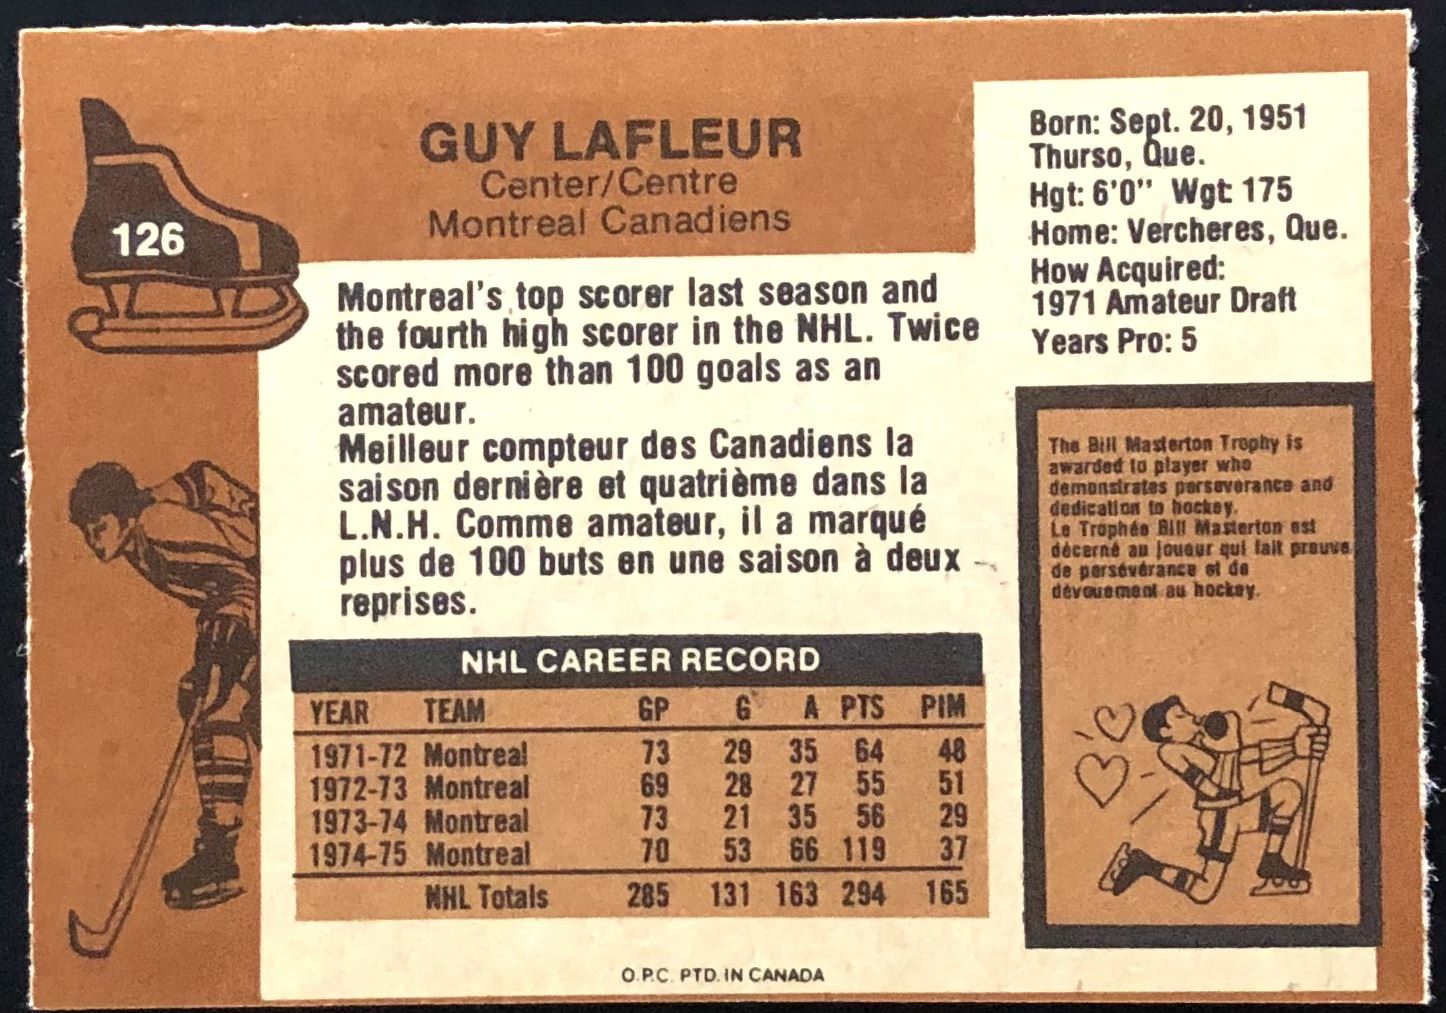 126
GUY LAFLEUR
Center/Centre
Montreal Canadiens
Born: Sept. 20, 1951
Thurso, Que.
Hgt: 6'0" Wgt: 175
Home: Vercheres, Que.
How Acquired:
1971 Amateur Draft
Years Pro: 5
Montreal's top scorer last season and
the fourth high scorer in the NHL. Twice
scored more than 100 goals as an
amateur.
Meilleur compteur des Canadiens la
saison dernière et quatrième dans la
L.N.H. Comme amateur, il a marqué
plus de 100 buts en une saison à deux
reprises.
The Bill Masterton Trophy is
awarded to player who
demonstrates perseverance and
dedication to hockey.
Le Trophée Bill Masterton est
décerné au joueur qui fait preuve
de persévérance et de
dévouement au hockey.
NHL CAREER RECORD
YEAR TEAM GP G A PTS PIM
1971-72 Montreal 73 29 35 64 48
1972-73 Montreal 69 28 27 55 51
1973-74 Montreal 73 21 35 56 29
1974-75 Montreal 70 53 66 119 37
NHL Totals 285 131 163 294 165
O.P.C. PTD. IN CANADA